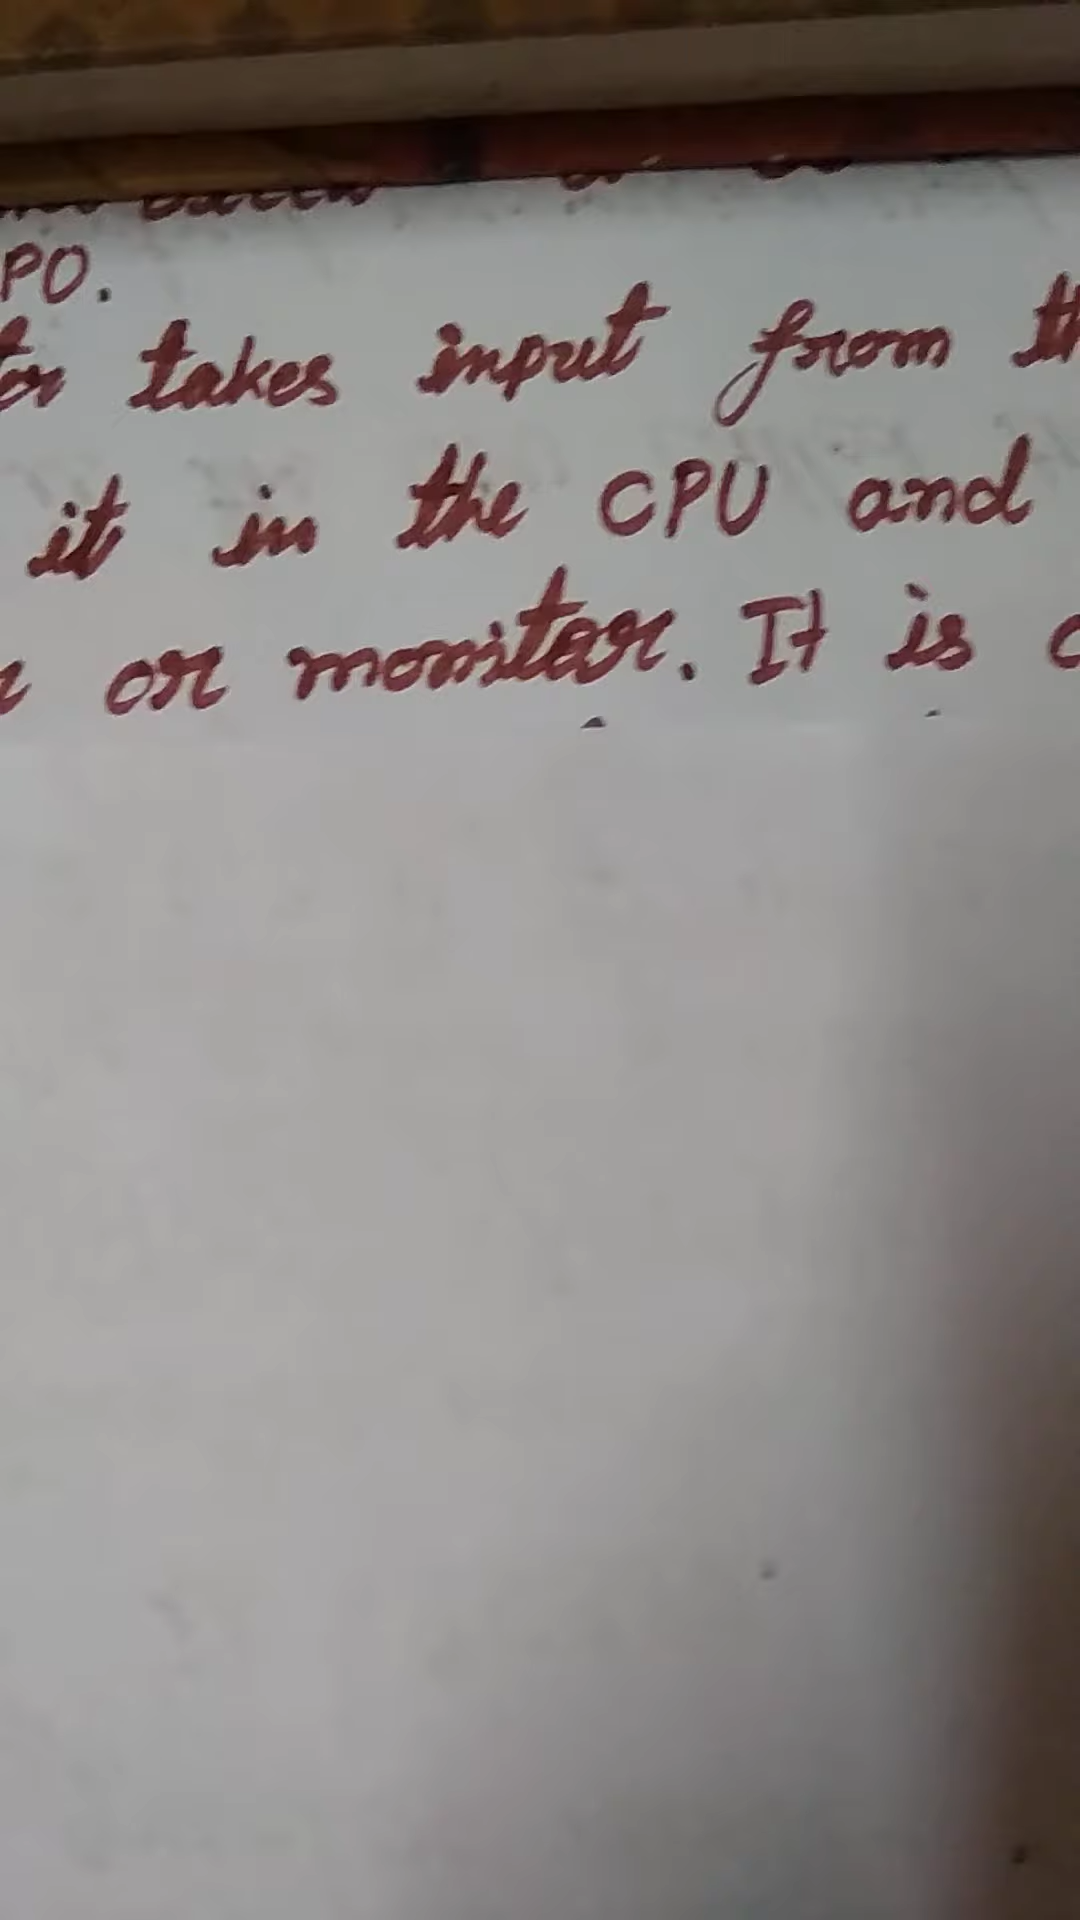 PO.
takes input from
it in the CPU and
or monitor. It is